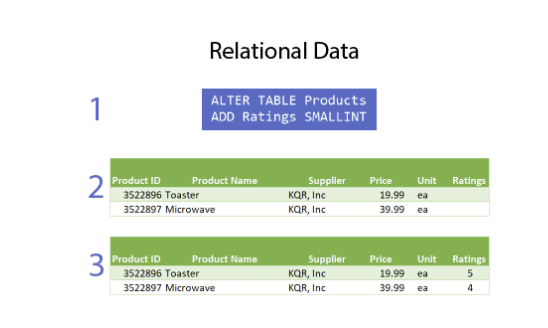 Relational Data
1
ALTER TABLE Products
ADD Ratings SMALLINT
2
Product ID Product Name Supplier Price Unit Ratings
3522896 Toaster KQR, Inc 19.99 ea
3522897 Microwave KQR, Inc 39.99 ea
3
Product ID Product Name Supplier Price Unit Ratings
3522896 Toaster KQR, Inc 19.99 ea 5
3522897 Microwave KQR, Inc 39.99 ea 4